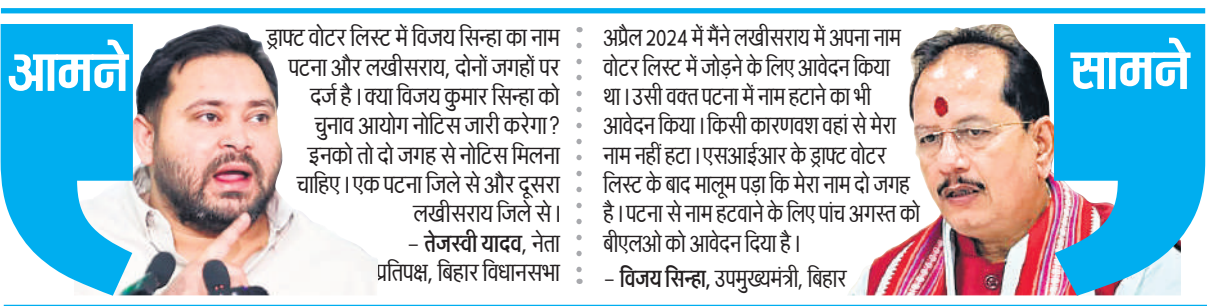 आमने
ड्राफ्ट वोटर लिस्ट में विजय सिन्हा का नाम
पटना और लखीसराय, दोनों जगहों पर
दर्ज है। क्या विजय कुमार सिन्हा को
चुनाव आयोग नोटिस जारी करेगा?
इनको तो दो जगह से नोटिस मिलना
चाहिए। एक पटना जिले से और दूसरा
लखीसराय जिले से।
– तेजस्वी यादव, नेता
प्रतिपक्ष, बिहार विधानसभा
अप्रैल 2024 में मैंने लखीसराय में अपना नाम
वोटर लिस्ट में जोड़ने के लिए आवेदन किया
था। उसी वक्त पटना में नाम हटाने का भी
आवेदन किया। किसी कारणवश वहां से मेरा
नाम नहीं हटा। एसआईआर के ड्राफ्ट वोटर
लिस्ट के बाद मालूम पड़ा कि मेरा नाम दो जगह
है। पटना से नाम हटवाने के लिए पांच अगस्त को
बीएलओ को आवेदन दिया है।
– विजय सिन्हा, उपमुख्यमंत्री, बिहार
सामने